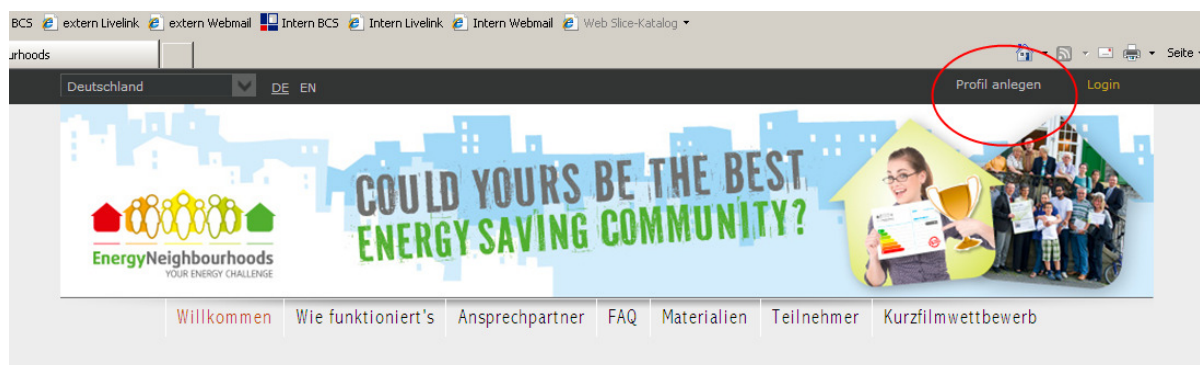 BCS extern Livelink extern Webmail Intern BCS Intern Livelink Intern Webmail Web Slice-Katalog
urhoods Seite
Deutschland DE EN Profil anlegen Login
COULD YOURS BE THE BEST
ENERGY SAVING COMMUNITY?
EnergyNeighbourhoods
YOUR ENERGY CHALLENGE
Willkommen Wie funktioniert's Ansprechpartner FAQ Materialien Teilnehmer Kurzfilmwettbewerb